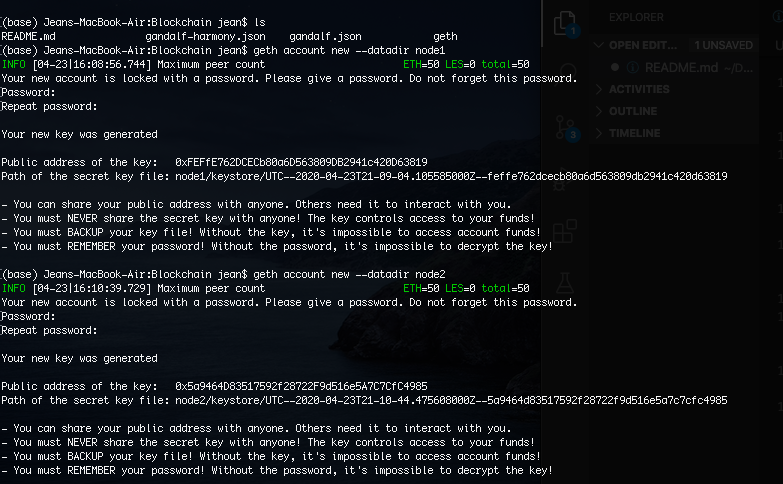 (base) Jeans-MacBook-Air:Blockchain jean$ ls
README.md gandalf-harmony.json gandalf.json geth
(base) Jeans-MacBook-Air:Blockchain jean$ geth account new --datadir node1
INFO [04-23|16:08:56.744] Maximum peer count ETH=50 LES=0 total=50
Your new account is locked with a password. Please give a password. Do not forget this password.
Password:
Repeat password:
Your new key was generated
Public address of the key: 0xFEFfE762DCECb80a6D563809DB2941c420D63819
Path of the secret key file: node1/keystore/UTC--2020-04-23T21-09-04.105585000Z--feffe762dcecb80a6d563809db2941c420d63819
- You can share your public address with anyone. Others need it to interact with you.
- You must NEVER share the secret key with anyone! The key controls access to your funds!
- You must BACKUP your key file! Without the key, it's impossible to access account funds!
- You must REMEMBER your password! Without the password, it's impossible to decrypt the key!
(base) Jeans-MacBook-Air:Blockchain jean$ geth account new --datadir node2
INFO [04-23|16:10:39.729] Maximum peer count ETH=50 LES=0 total=50
Your new account is locked with a password. Please give a password. Do not forget this password.
Password:
Repeat password:
Your new key was generated
Public address of the key: 0x5a9464D83517592f28722F9d516e5A7C7CfC4985
Path of the secret key file: node2/keystore/UTC--2020-04-23T21-10-44.475608000Z--5a9464d83517592f28722f9d516e5a7c7cfc4985
- You can share your public address with anyone. Others need it to interact with you.
- You must NEVER share the secret key with anyone! The key controls access to your funds!
- You must BACKUP your key file! Without the key, it's impossible to access account funds!
- You must REMEMBER your password! Without the password, it's impossible to decrypt the key!
EXPLORER
OPEN EDIT... 1 UNSAVED
README.md ~/D...
ACTIVITIES
OUTLINE
TIMELINE
1
3